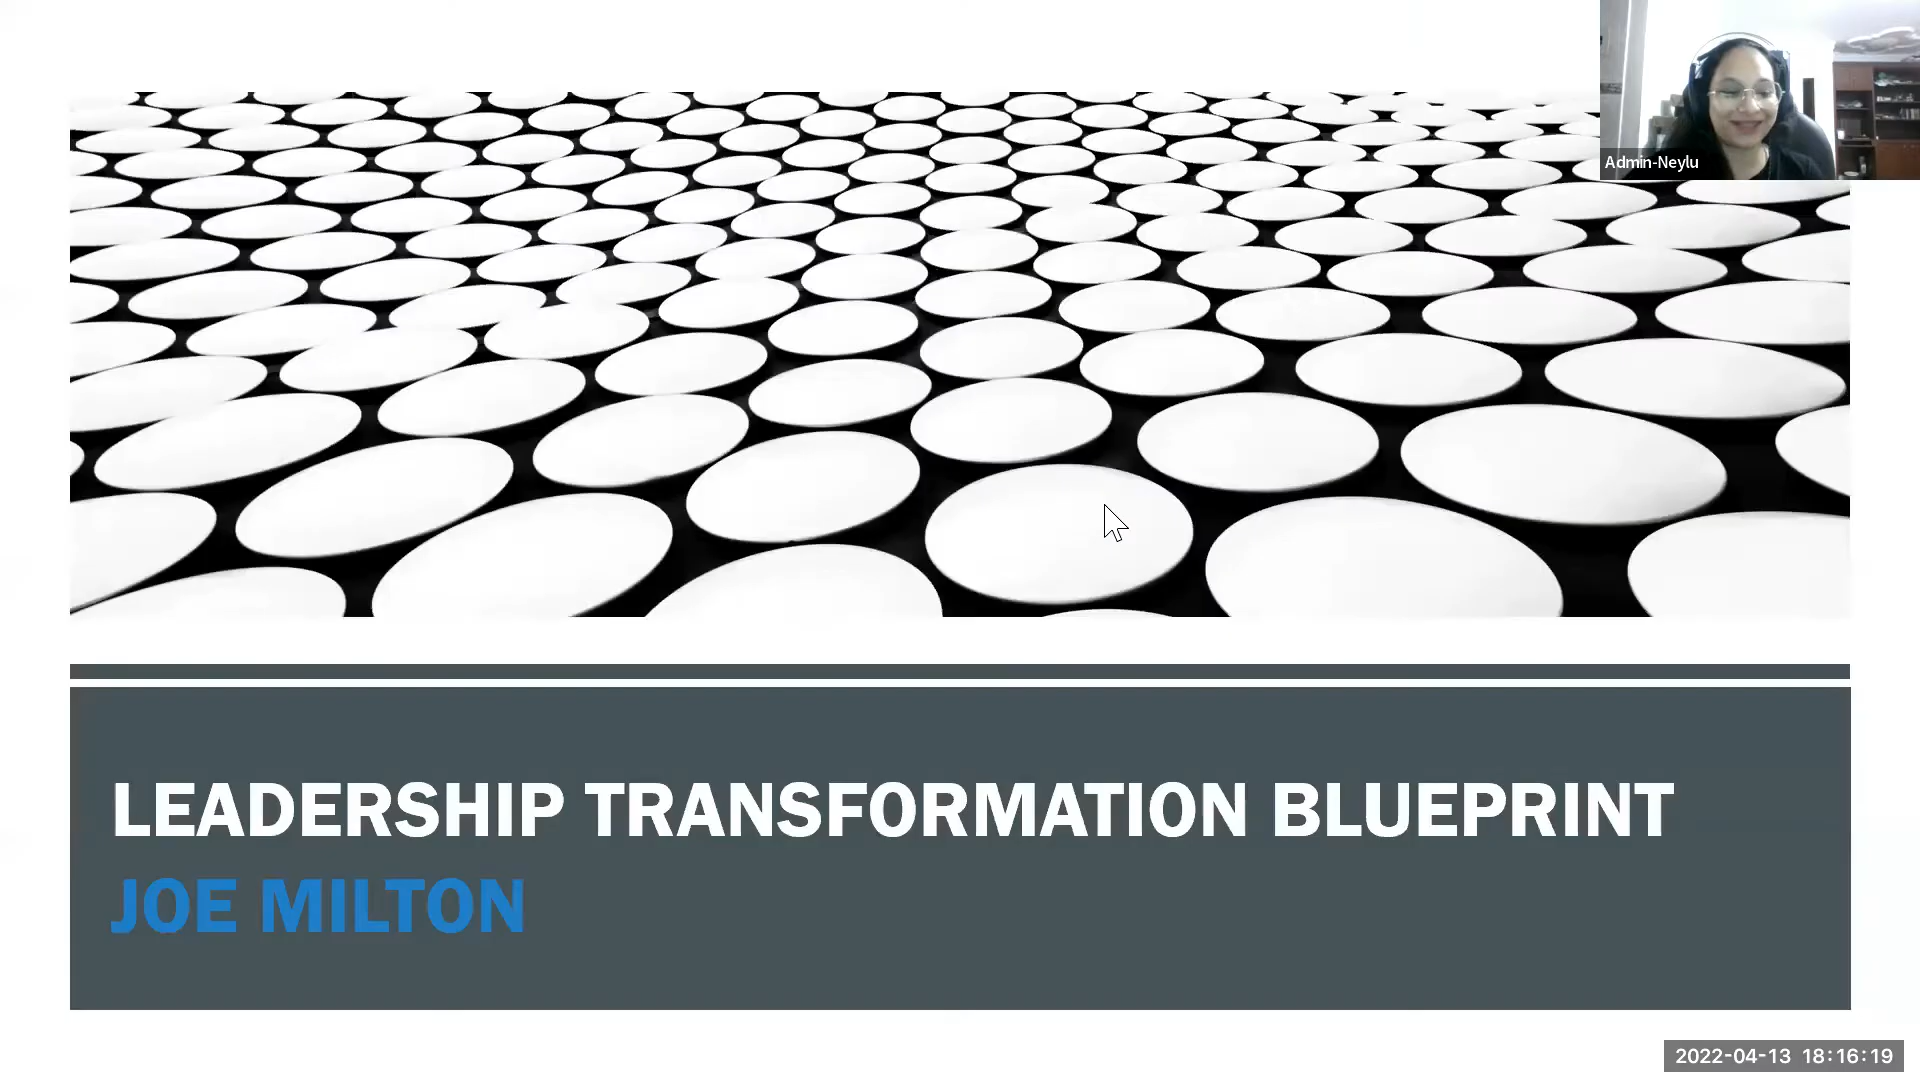 Admin-Neylu
LEADERSHIP TRANSFORMATION BLUEPRINT
JOE MILTON
2022-04-13 18:16:19